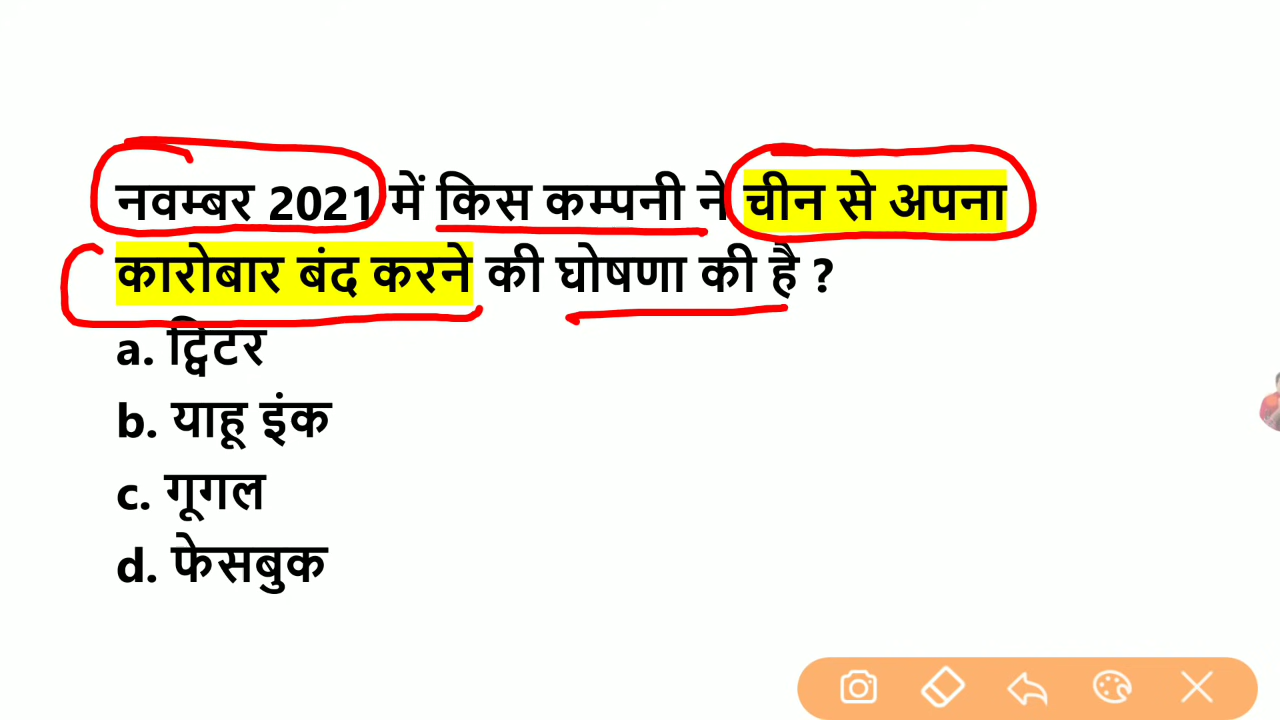 नवम्बर 2021 में किस कम्पनी ने चीन से अपना
कारोबार बंद करने की घोषणा की है ?
a. ट्विटर
b. याहू इंक
c. गूगल
d. फेसबुक